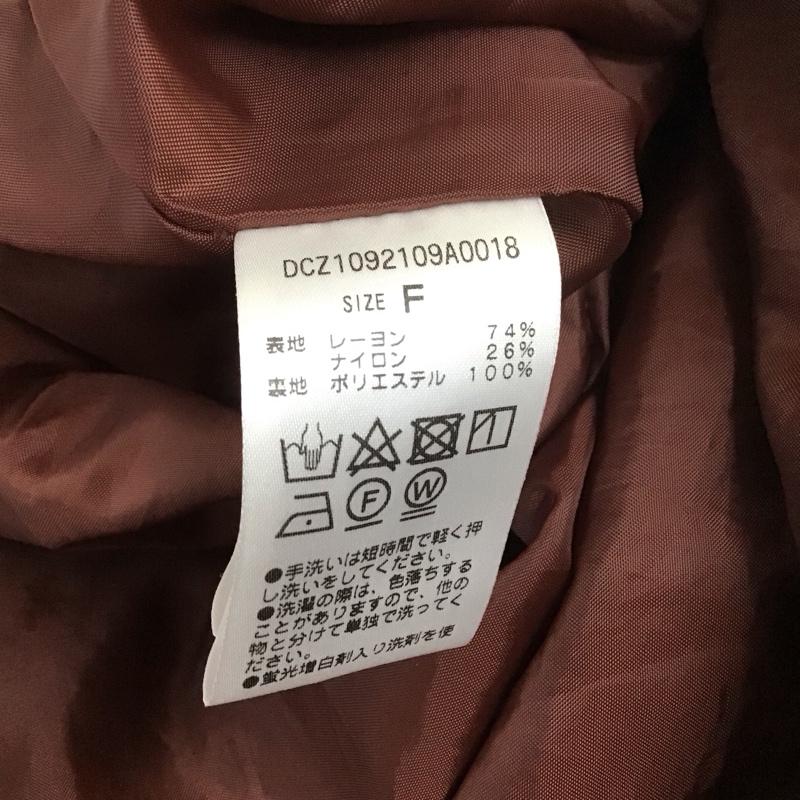 DCZ1092109A0018
SIZE F
表地 レーヨン 74%
ナイロン 26%
裏地 ポリエステル 100%
F W
●手洗いは短時間で軽く押
し洗いをしてください。
●洗濯の際は、色落ちする
ことがありますので、他の
物と分けて単独で洗ってく
ださい。
●蛍光増白剤入り洗剤を使